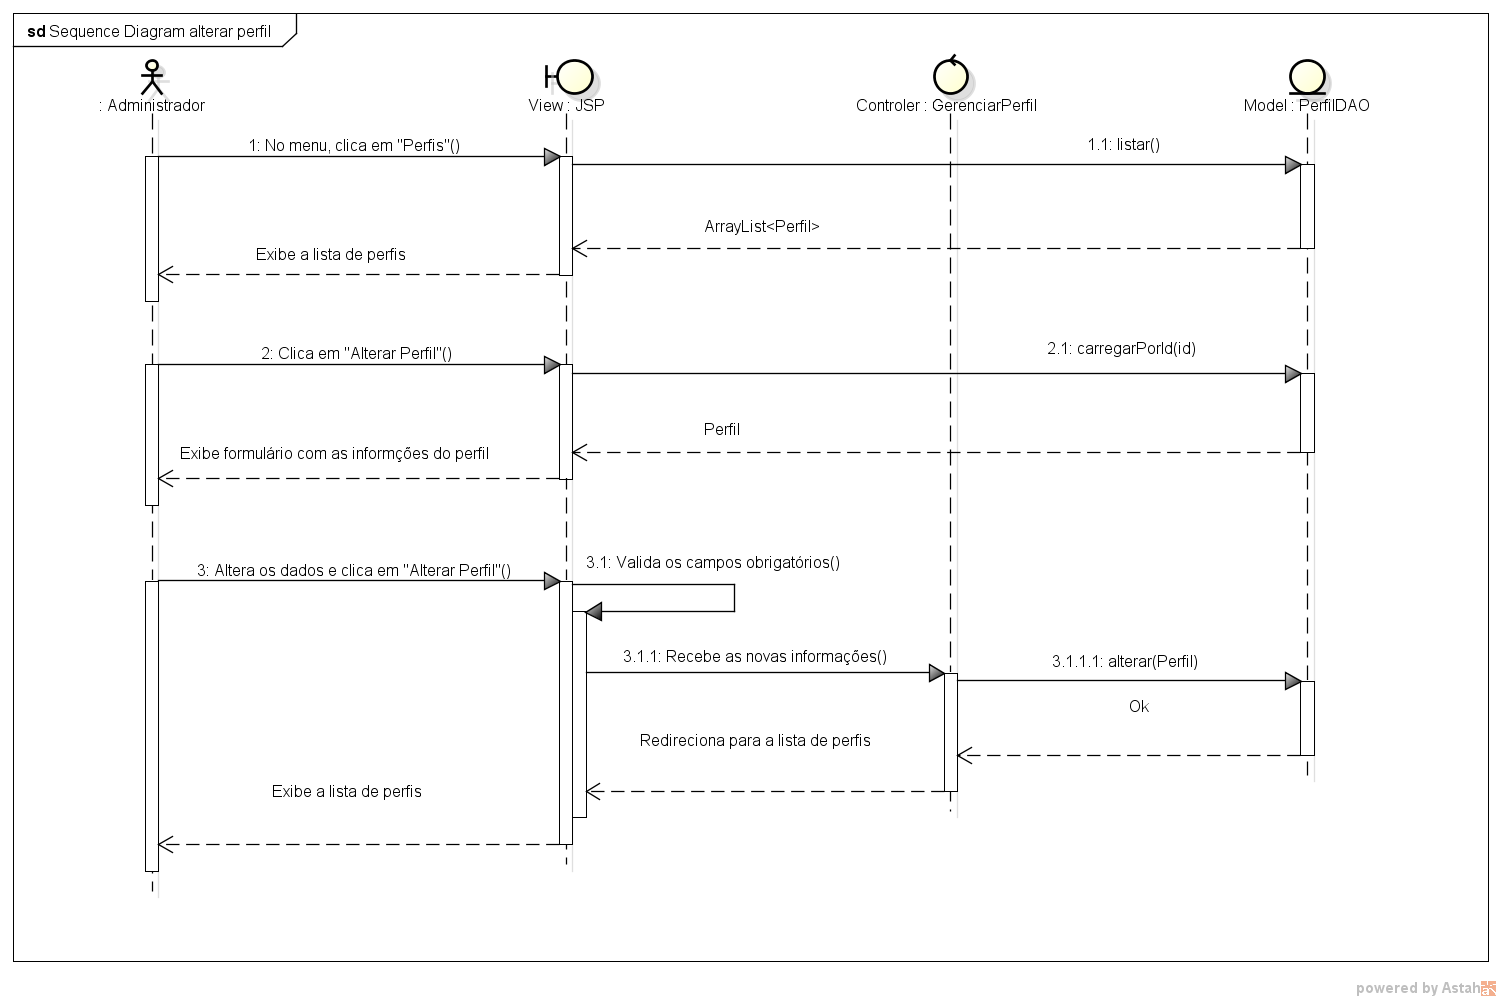 sd Sequence Diagram alterar perfil
: Administrador
View : JSP
Controler : GerenciarPerfil
Model : PerfilDAO
1: No menu, clica em "Perfis"()
1.1: listar()
ArrayList<Perfil>
Exibe a lista de perfis
2: Clica em "Alterar Perfil"()
2.1: carregarPorId(id)
Perfil
Exibe formulário com as informções do perfil
3: Altera os dados e clica em "Alterar Perfil"()
3.1: Valida os campos obrigatórios()
3.1.1: Recebe as novas informações()
3.1.1.1: alterar(Perfil)
Ok
Redireciona para a lista de perfis
Exibe a lista de perfis
powered by Astah